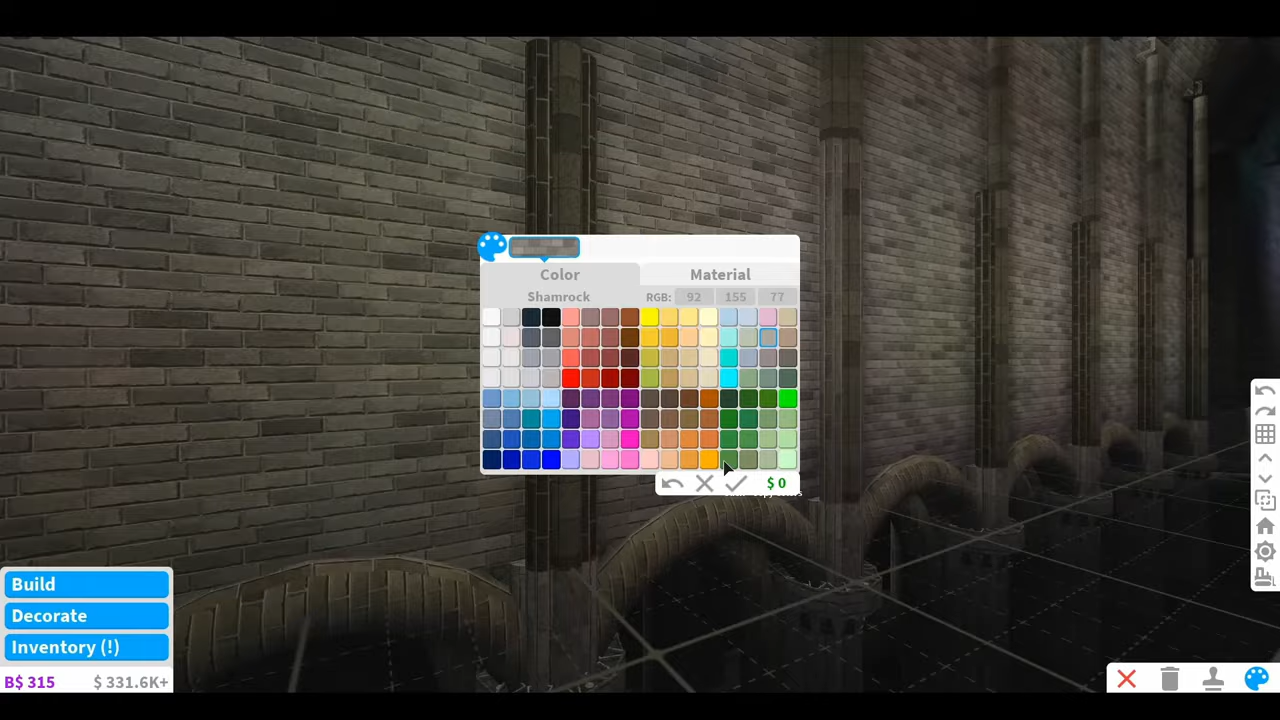 Color
Material
Shamrock
RGB: 92 155 77
$ 0
Build
Decorate
Inventory (!)
B$ 315 $ 331.6K+